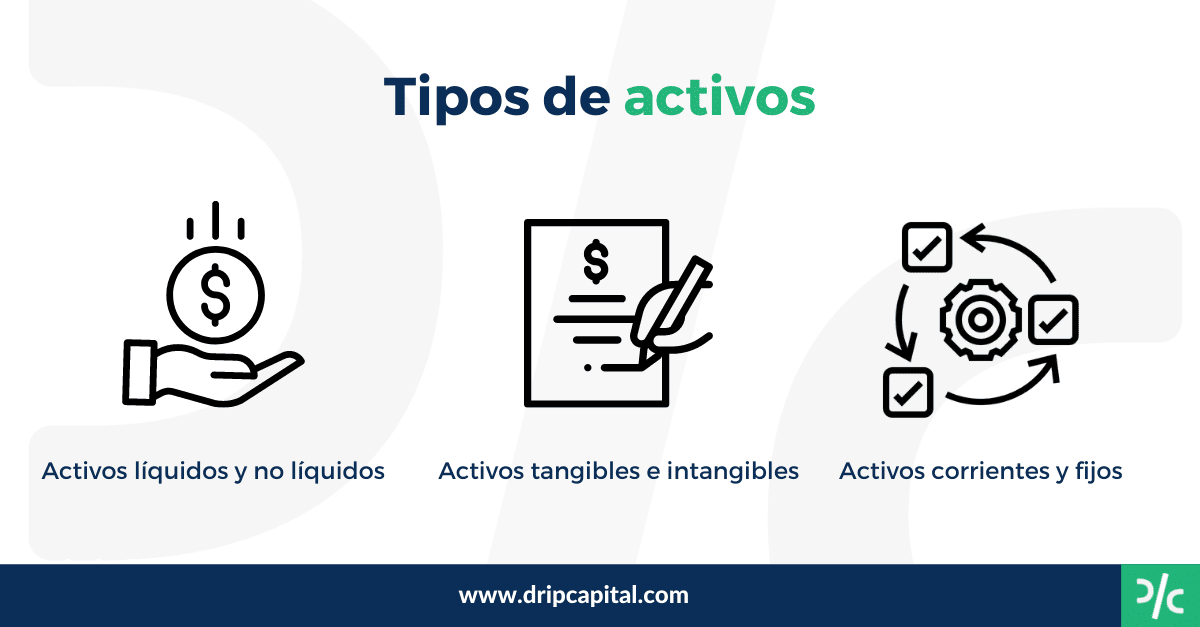 Tipos de activos
Activos líquidos y no líquidos
Activos tangibles e intangibles
Activos corrientes y fijos
www.dripcapital.com